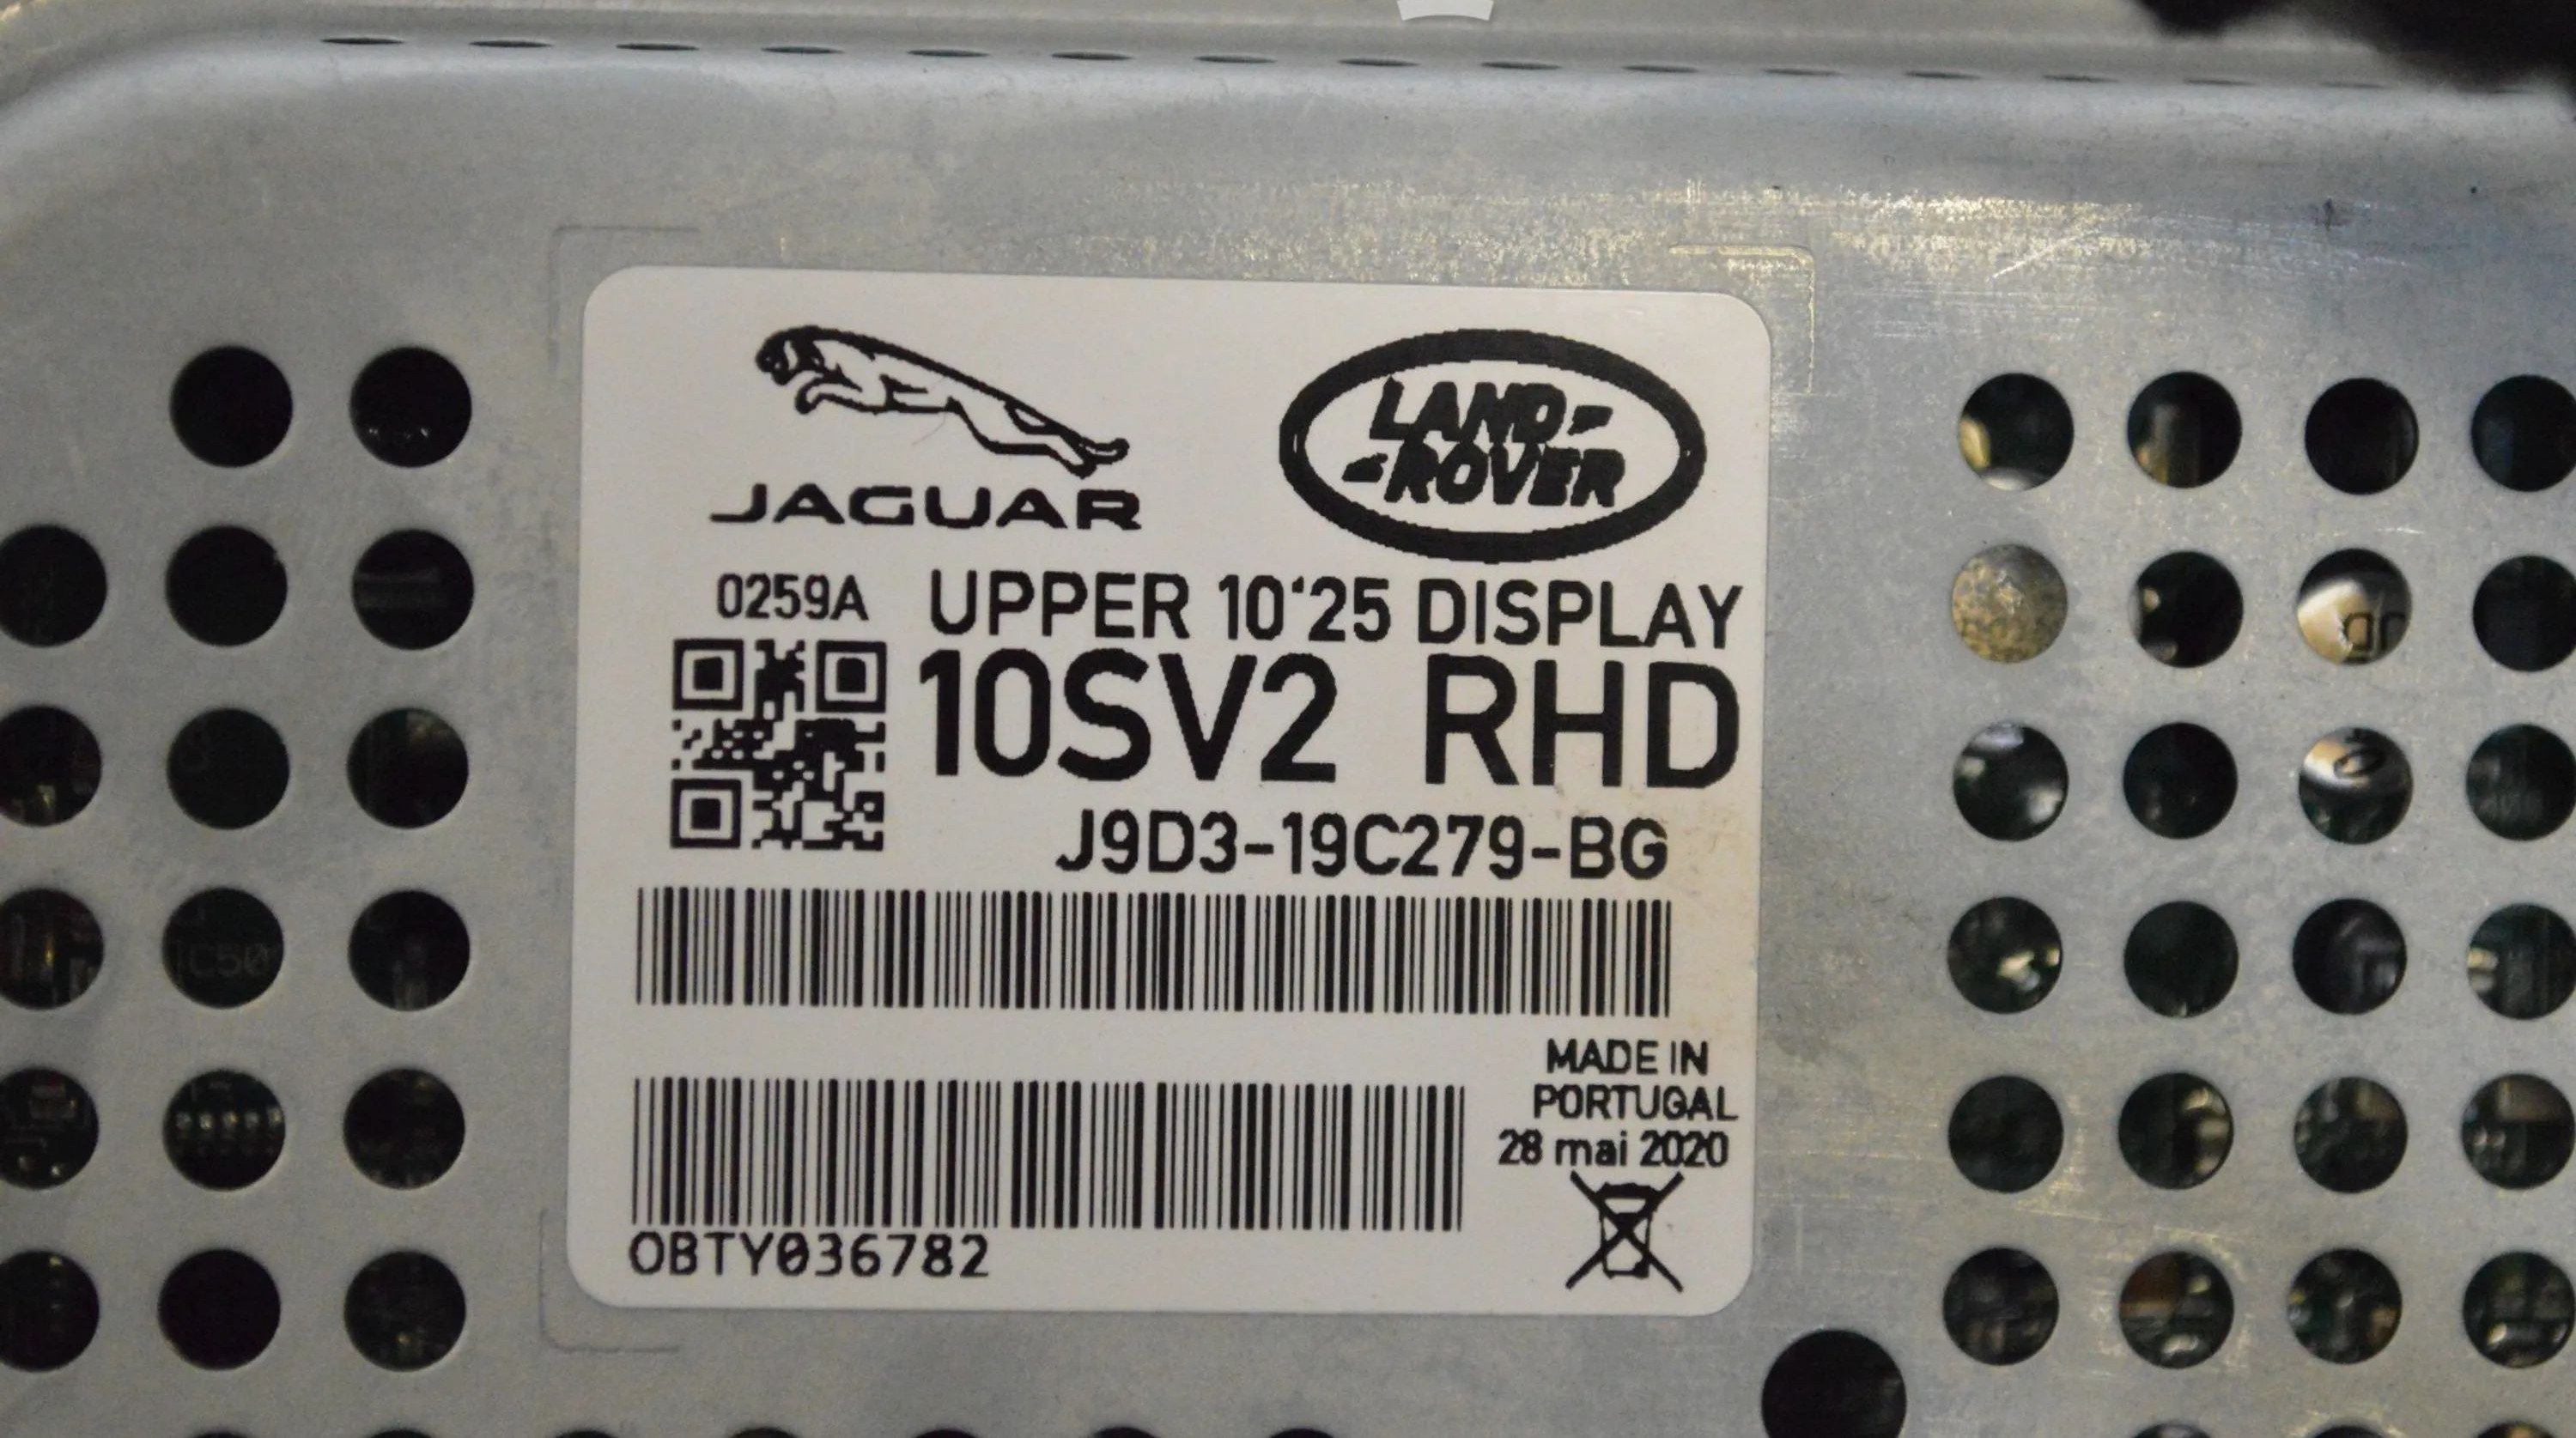 JAGUAR
LAND-
-ROVER
0259A
UPPER 10'25 DISPLAY
10SV2 RHD
J9D3-19C279-BG
MADE IN
PORTUGAL
28 mai 2020
OBTY036782
C50